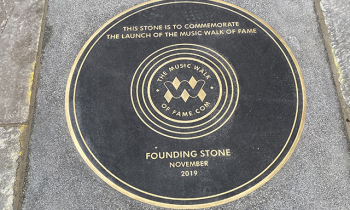 THIS STONE IS TO COMMEMORATE
THE LAUNCH OF THE MUSIC WALK OF FAME
• THE MUSIC WALK •
OF FAME.COM
FOUNDING STONE
NOVEMBER
2019